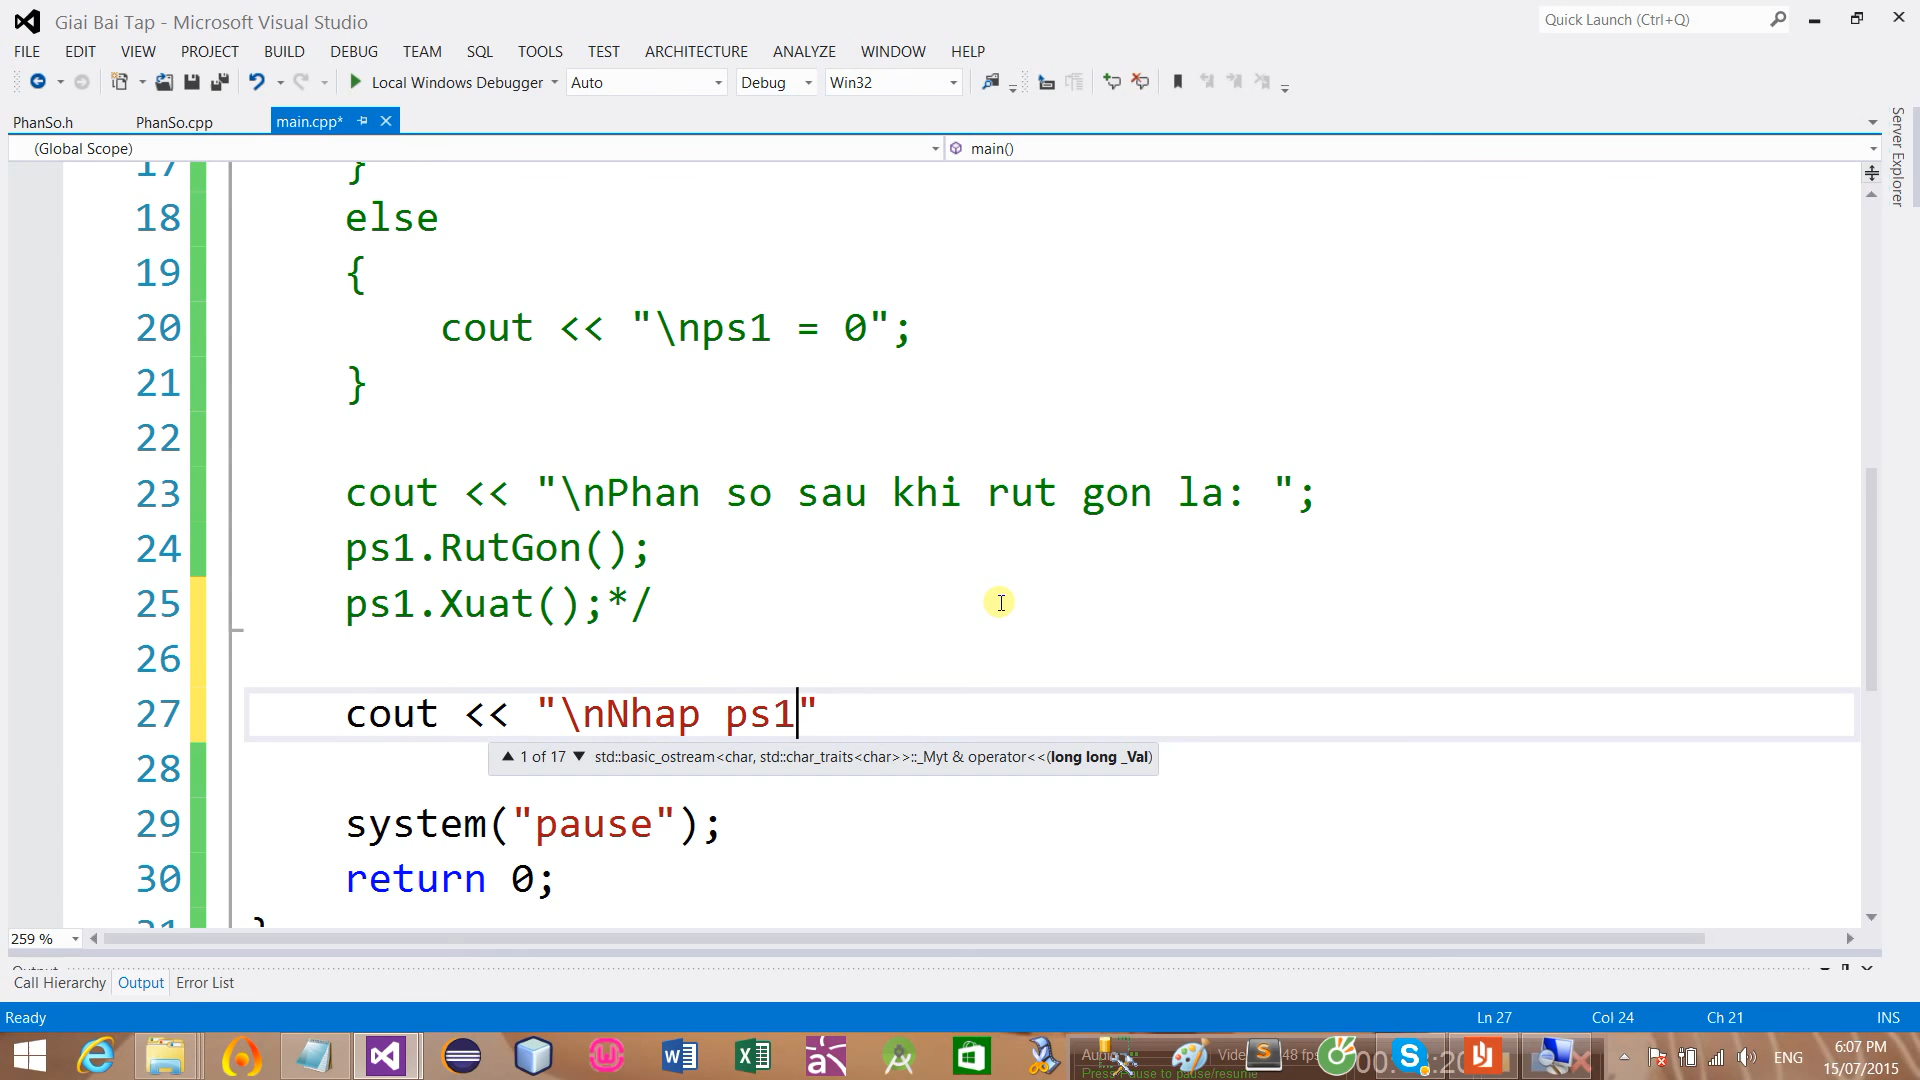 Giai Bai Tap - Microsoft Visual Studio
Quick Launch (Ctrl+Q)
FILE EDIT VIEW PROJECT BUILD DEBUG TEAM SQL TOOLS TEST ARCHITECTURE ANALYZE WINDOW HELP
Local Windows Debugger Auto Debug Win32
PhanSo.h PhanSo.cpp main.cpp*
(Global Scope) main()
Server Explorer
17 }
18 else
19 {
20 cout << "\nps1 = 0";
21 }
22
23 cout << "\nPhan so sau khi rut gon la: ";
24 ps1.RutGon();
25 ps1.Xuat();*/
26
27 cout << "\nNhap ps1"
1 of 17 std::basic_ostream<char, std::char_traits<char>>::_Myt & operator<<(long long _Val)
28
29 system("pause");
30 return 0;
31 }
259 %
Output
Call Hierarchy Output Error List
Ready Ln 27 Col 24 Ch 21 INS
ENG
6:07 PM
15/07/2015
Press Pause to pause/resume